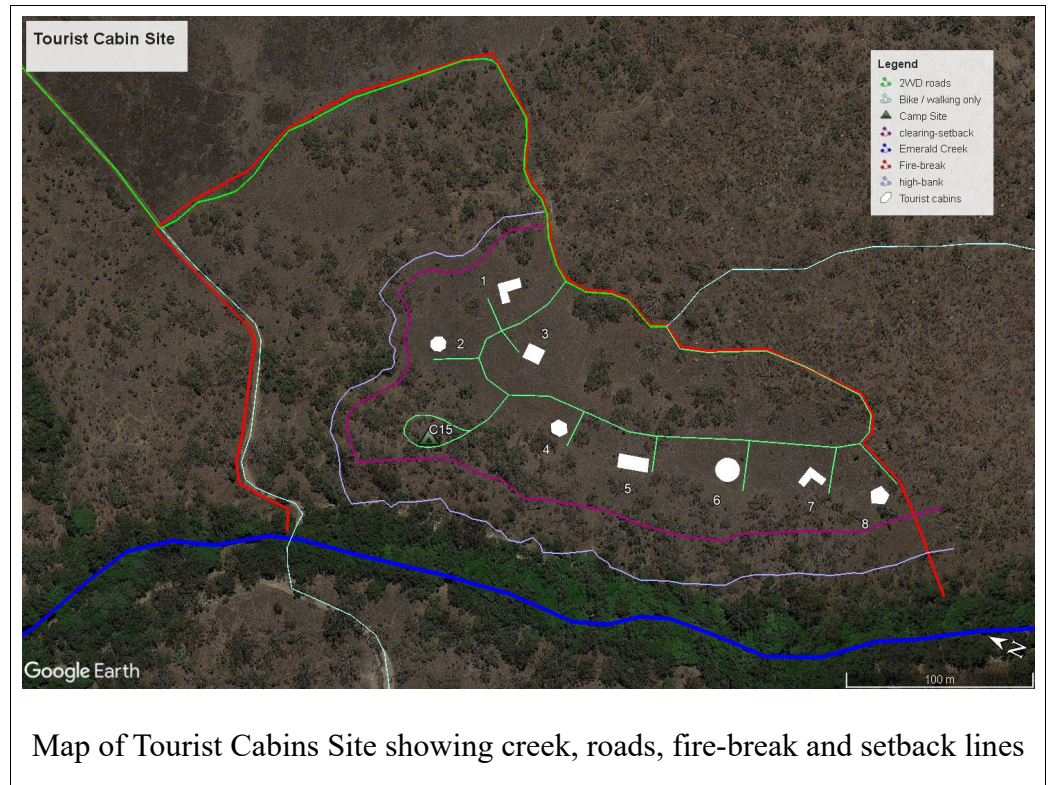 Tourist Cabin Site
Legend
2WD roads
Bike / walking only
Camp Site
clearing-setback
Emerald Creek
Fire-break
high-bank
Tourist cabins
1
2
3
C15
4
5
6
7
8
N
Google Earth
100 m
Map of Tourist Cabins Site showing creek, roads, fire-break and setback lines